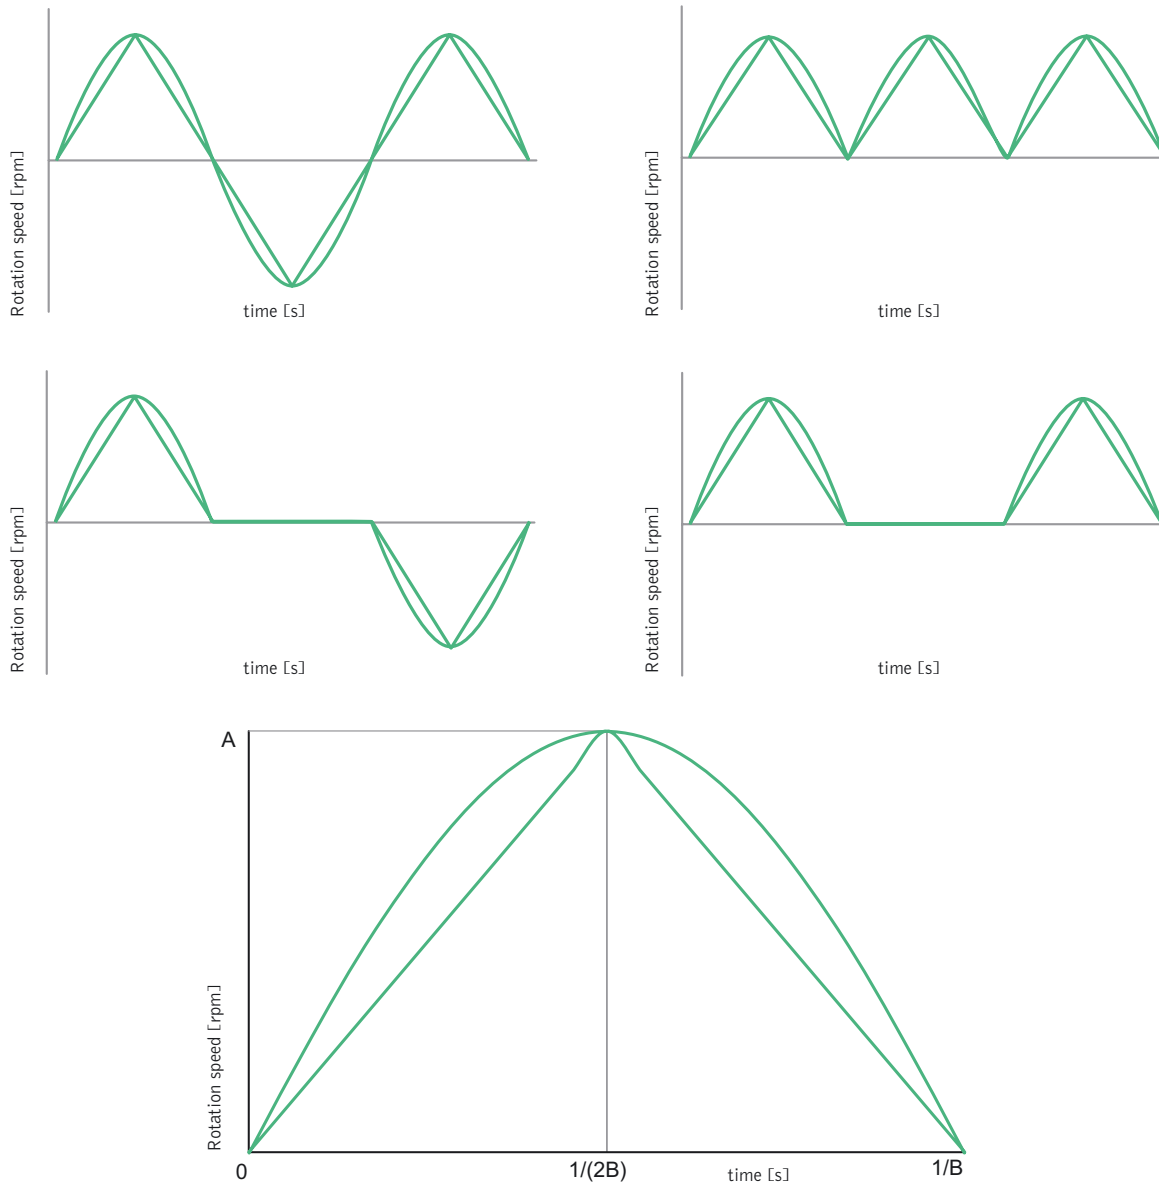 Rotation speed [rpm]
time [s]
Rotation speed [rpm]
time [s]
Rotation speed [rpm]
time [s]
Rotation speed [rpm]
time [s]
A
Rotation speed [rpm]
0
1/(2B)
time [s]
1/B